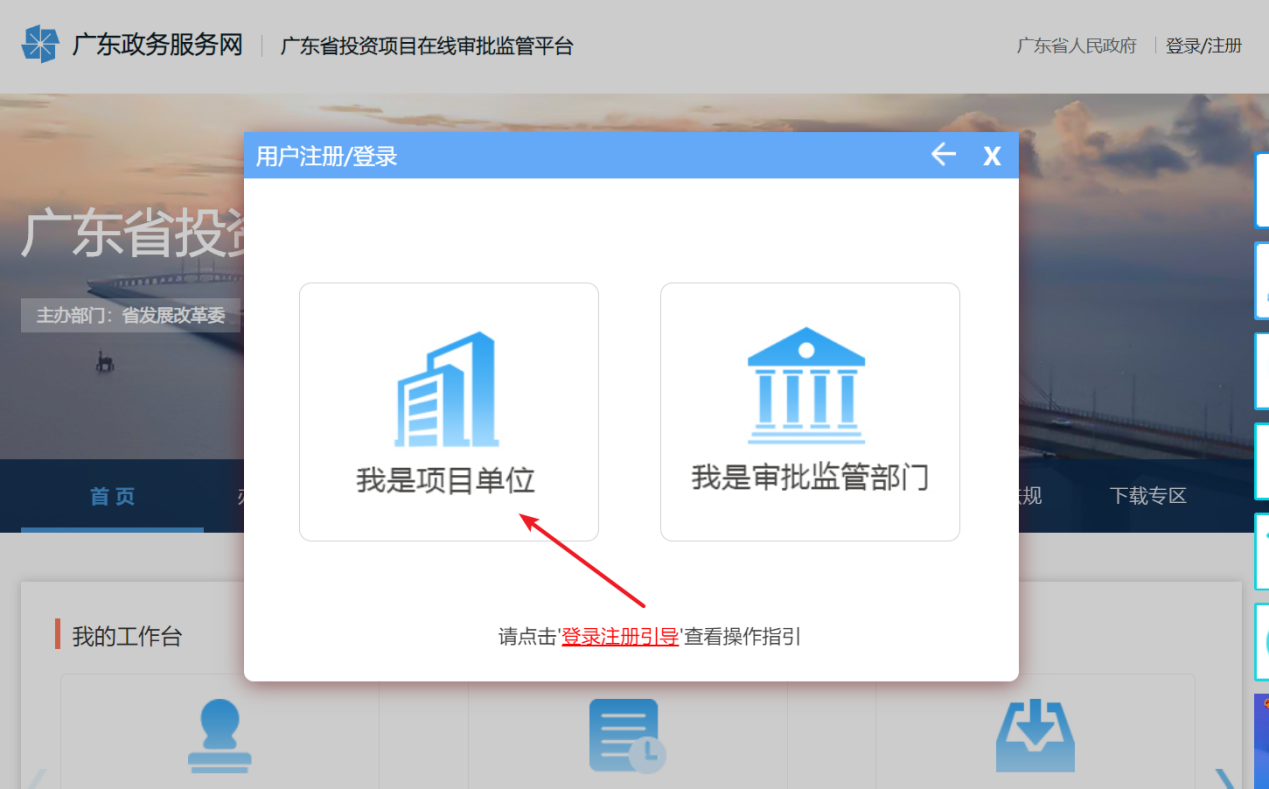 广东政务服务网 广东省投资项目在线审批监管平台 广东省人民政府 登录/注册
用户注册/登录 X
广东省投资
主办部门：省发展改革委
我是项目单位 我是审批监管部门
首页 规 下载专区
请点击'登录注册引导'查看操作指引
我的工作台